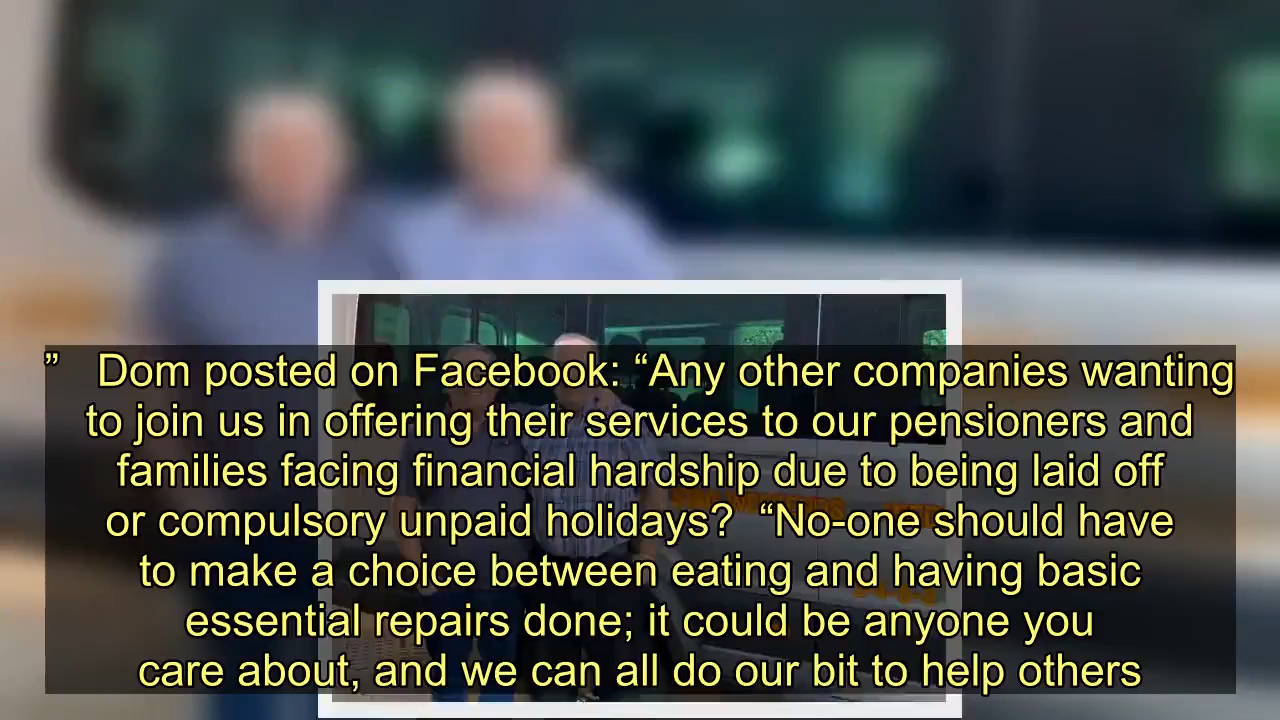 ”   Dom posted on Facebook: “Any other companies wanting
to join us in offering their services to our pensioners and
families facing financial hardship due to being laid off
or compulsory unpaid holidays?  “No-one should have
to make a choice between eating and having basic
essential repairs done; it could be anyone you
care about, and we can all do our bit to help others